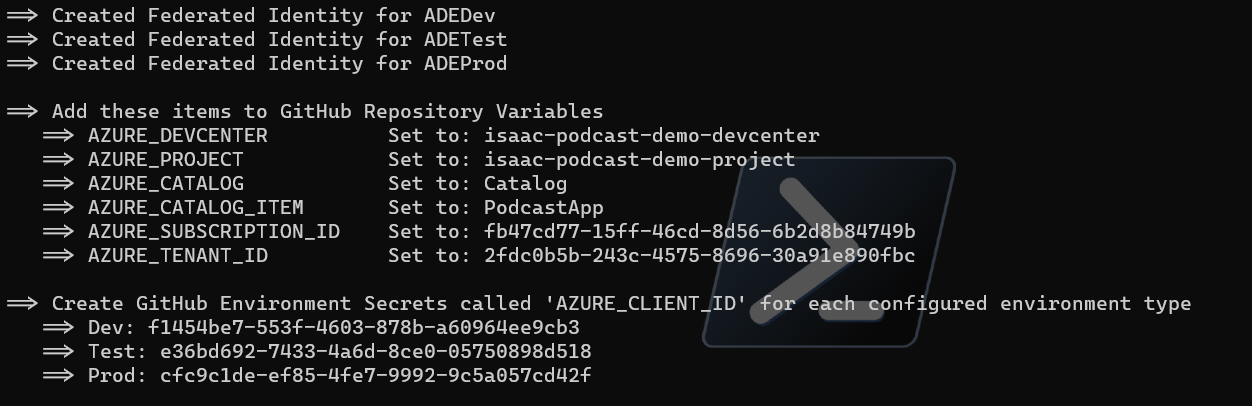 ==> Created Federated Identity for ADEDev
==> Created Federated Identity for ADETest
==> Created Federated Identity for ADEProd
==> Add these items to GitHub Repository Variables
==> AZURE_DEVCENTER Set to: isaac-podcast-demo-devcenter
==> AZURE_PROJECT Set to: isaac-podcast-demo-project
==> AZURE_CATALOG Set to: Catalog
==> AZURE_CATALOG_ITEM Set to: PodcastApp
==> AZURE_SUBSCRIPTION_ID Set to: fb47cd77-15ff-46cd-8d56-6b2d8b84749b
==> AZURE_TENANT_ID Set to: 2fdc0b5b-243c-4575-8696-30a91e890fbc
==> Create GitHub Environment Secrets called 'AZURE_CLIENT_ID' for each configured environment type
==> Dev: f1454be7-553f-4603-878b-a60964ee9cb3
==> Test: e36bd692-7433-4a6d-8ce0-05750898d518
==> Prod: cfc9c1de-ef85-4fe7-9992-9c5a057cd42f